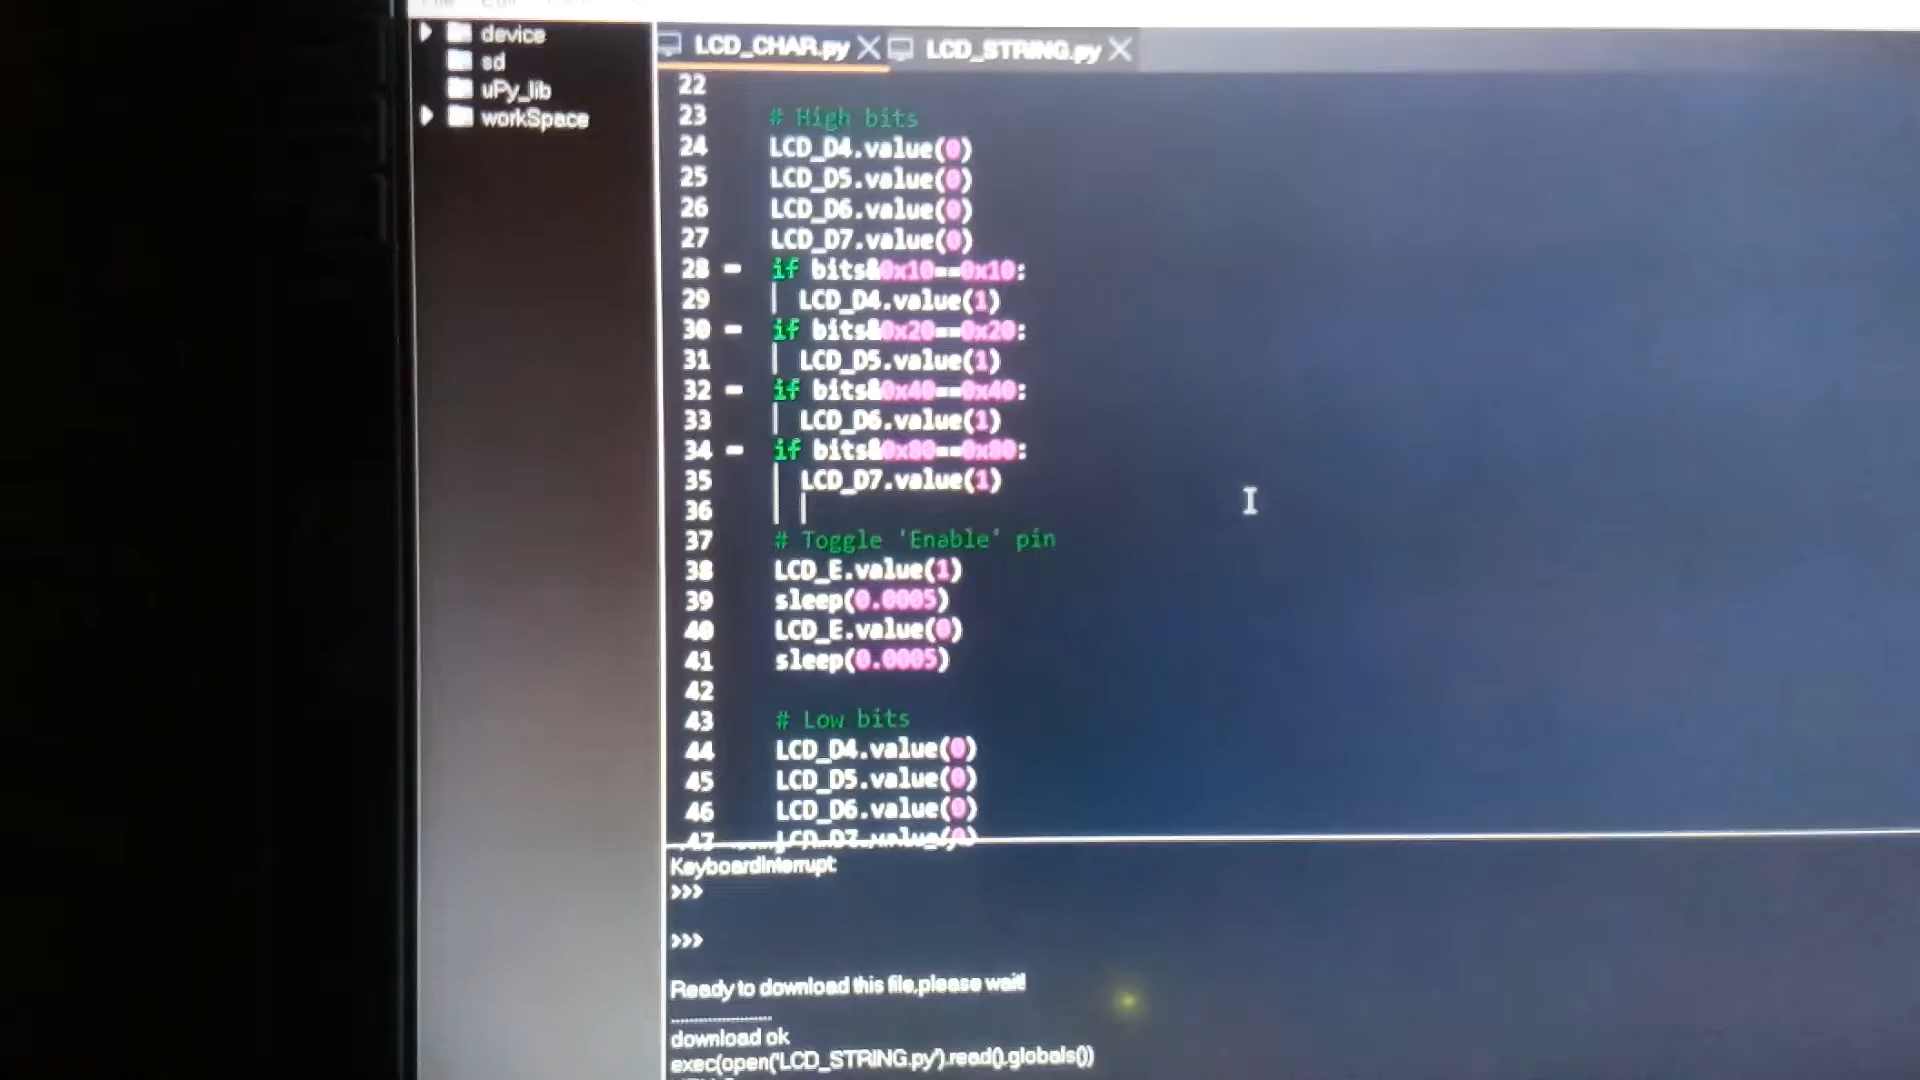 device
sd
uPy_lib
workSpace
LCD_CHAR.py LCD_STRING.py
22
23 # High bits
24 LCD_D4.value(0)
25 LCD_D5.value(0)
26 LCD_D6.value(0)
27 LCD_D7.value(0)
28 if bits&0x10==0x10:
29 LCD_D4.value(1)
30 if bits&0x20==0x20:
31 LCD_D5.value(1)
32 if bits&0x40==0x40:
33 LCD_D6.value(1)
34 if bits&0x80==0x80:
35 LCD_D7.value(1)
36
37 # Toggle 'Enable' pin
38 LCD_E.value(1)
39 sleep(0.0005)
40 LCD_E.value(0)
41 sleep(0.0005)
42
43 # Low bits
44 LCD_D4.value(0)
45 LCD_D5.value(0)
46 LCD_D6.value(0)
47 LCD_D7.value(0)
KeyboardInterrupt:
>>>
>>>
Ready to download this file,please wait!
....................
download ok
exec(open('LCD_STRING.py').read(),globals())